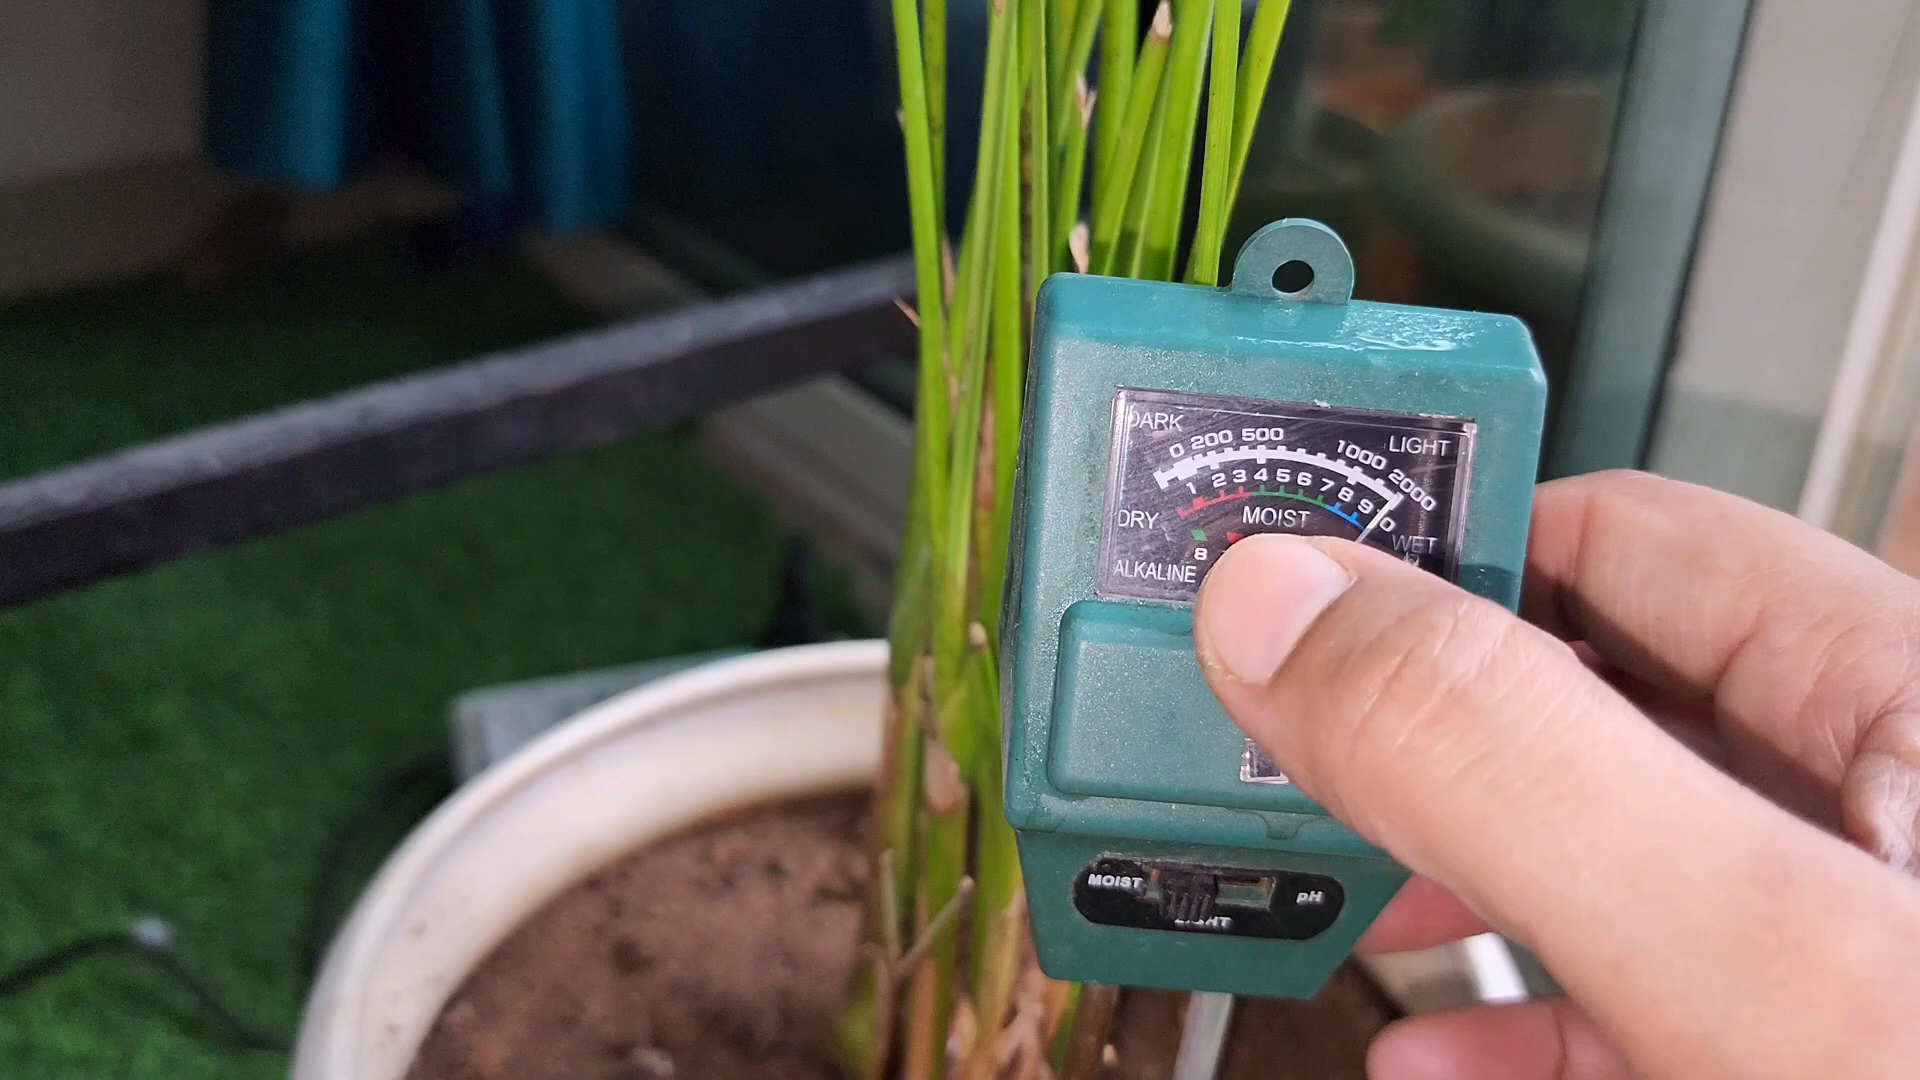 DARK LIGHT
0 200 500 1000 2000
1 2 3 4 5 6 7 8 9
DRY MOIST WET
8
ALKALINE
MOIST pH
LIGHT